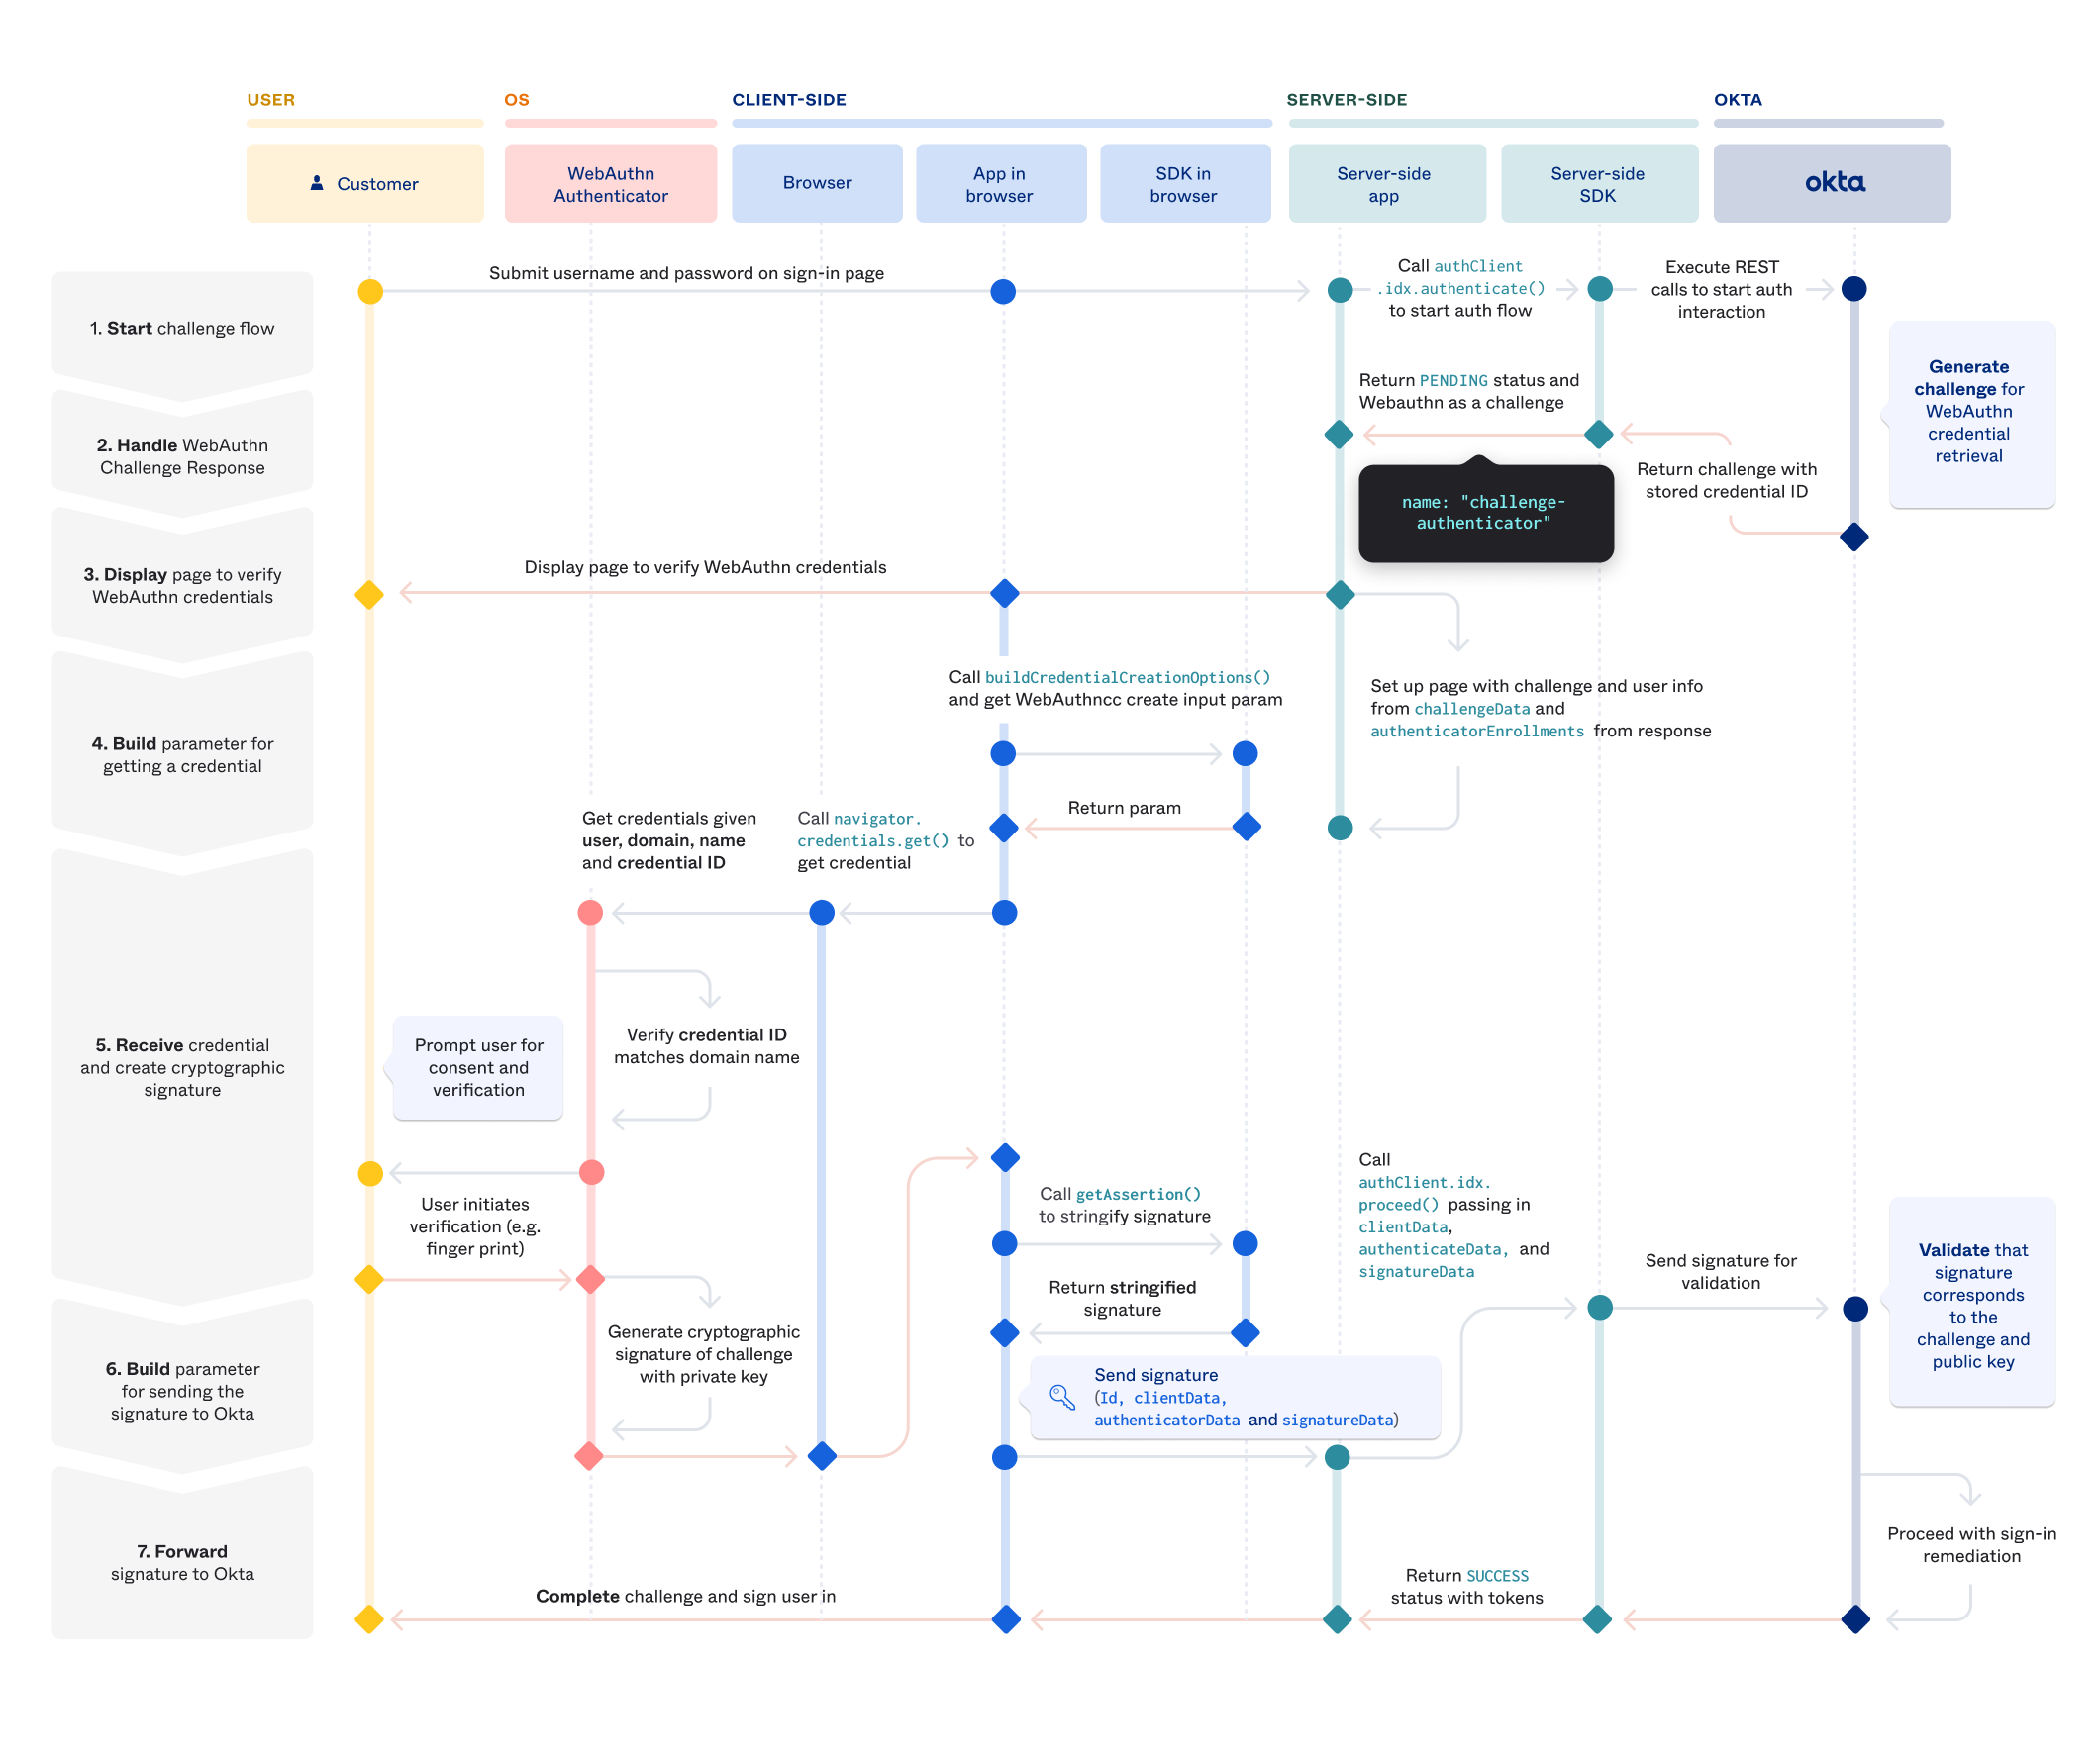 USER
OS
CLIENT-SIDE
SERVER-SIDE
OKTA
Customer
WebAuthn
Authenticator
Browser
App in
browser
SDK in
browser
Server-side
app
Server-side
SDK
okta
1. Start challenge flow
Submit username and password on sign-in page
Call authClient
.idx.authenticate()
to start auth flow
Execute REST
calls to start auth
interaction
Generate
challenge for
WebAuthn
credential
retrieval
2. Handle WebAuthn
Challenge Response
Return PENDING status and
Webauthn as a challenge
Return challenge with
stored credential ID
name: "challenge-
authenticator"
3. Display page to verify
WebAuthn credentials
Display page to verify WebAuthn credentials
4. Build parameter for
getting a credential
Call buildCredentialCreationOptions()
and get WebAuthncc create input param
Set up page with challenge and user info
from challengeData and
authenticatorEnrollments from response
Return param
Get credentials given
user, domain, name
and credential ID
Call navigator.
credentials.get() to
get credential
5. Receive credential
and create cryptographic
signature
Prompt user for
consent and
verification
Verify credential ID
matches domain name
User initiates
verification (e.g.
finger print)
Call getAssertion()
to stringify signature
Return stringified
signature
Call
authClient.idx.
proceed() passing in
clientData,
authenticateData, and
signatureData
Send signature for
validation
Validate that
signature
corresponds
to the
challenge and
public key
6. Build parameter
for sending the
signature to Okta
Generate cryptographic
signature of challenge
with private key
Send signature
(Id, clientData,
authenticatorData and signatureData)
7. Forward
signature to Okta
Proceed with sign-in
remediation
Complete challenge and sign user in
Return SUCCESS
status with tokens